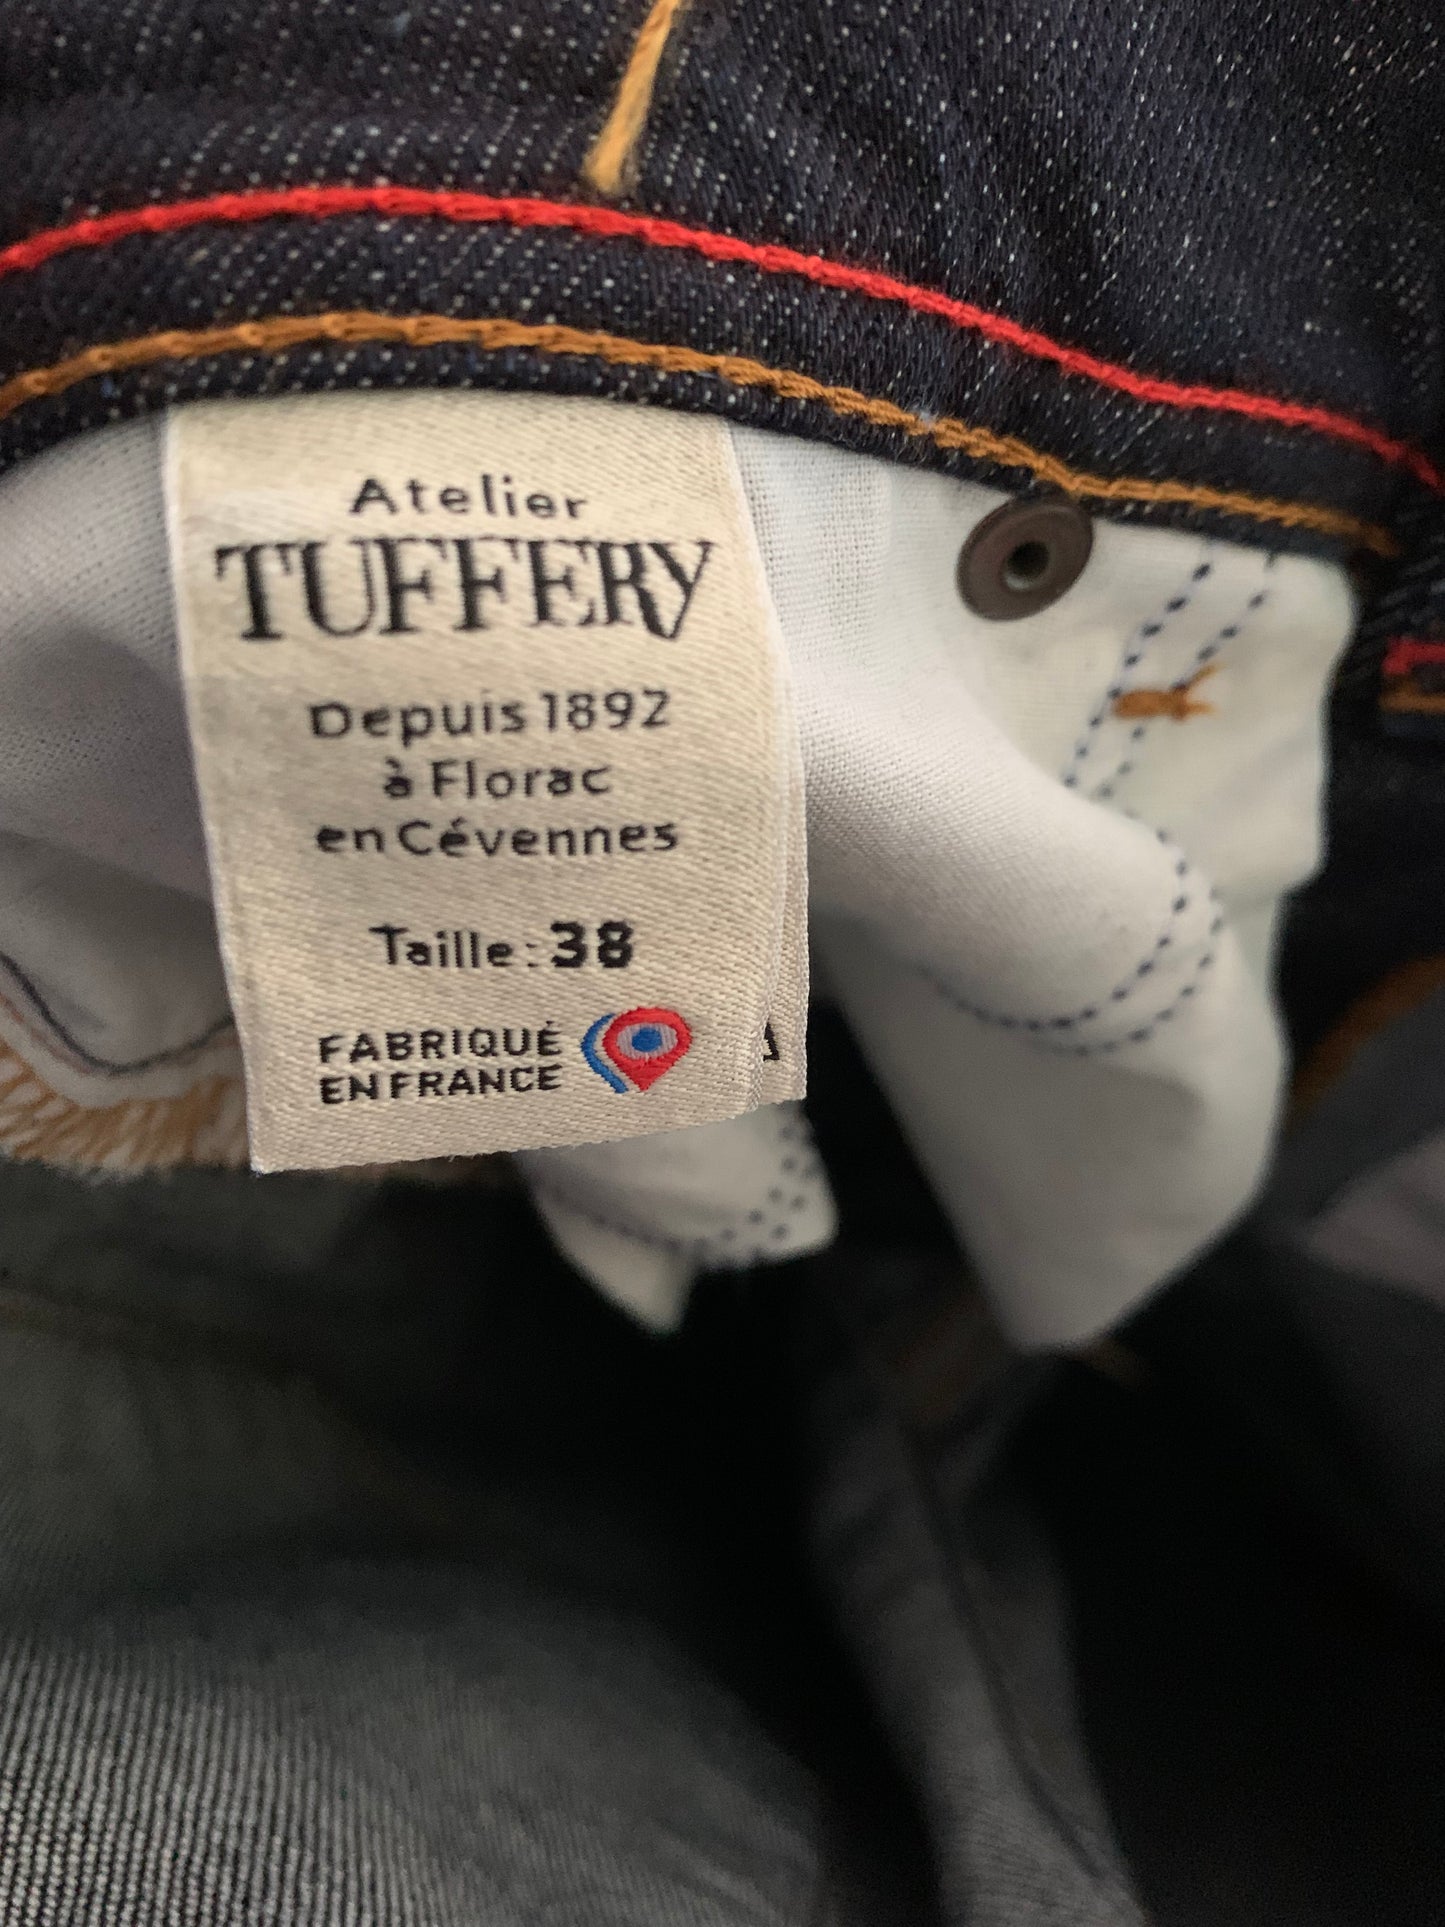 Atelier
TUFFERY
Depuis 1892
à Florac
en Cévennes
Taille : 38
FABRIQUÉ
EN FRANCE